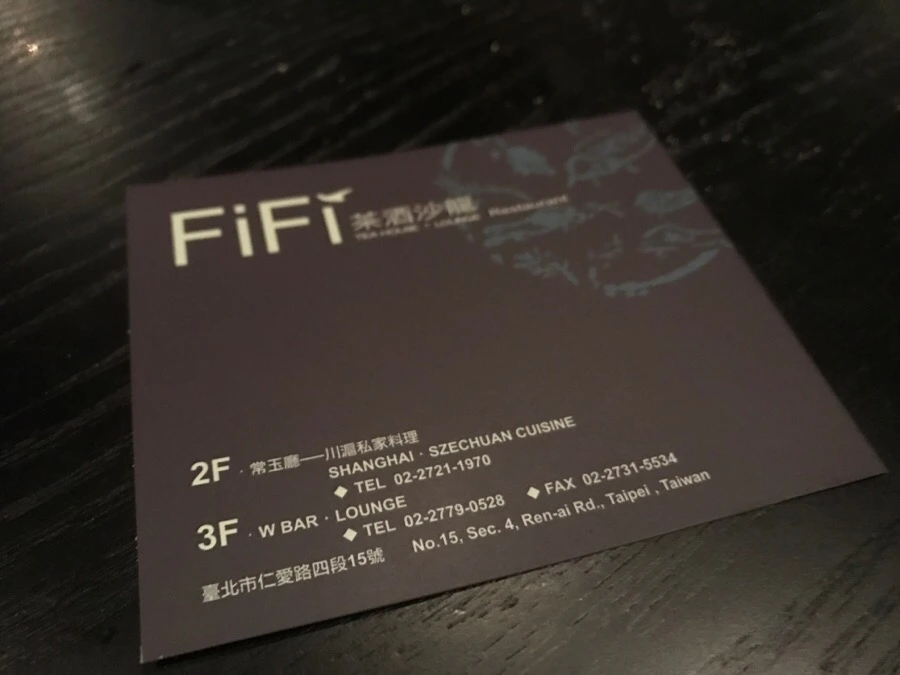 FiFi 茶酒沙龍 Restaurant
TEA HOUSE · LOUNGE
2F · 常玉廳──川滬私家料理
SHANGHAI · SZECHUAN CUISINE
◆ TEL 02-2721-1970
3F · W BAR · LOUNGE
◆ TEL 02-2779-0528 ◆ FAX 02-2731-5534
臺北市仁愛路四段15號 No.15, Sec. 4, Ren-ai Rd., Taipei , Taiwan